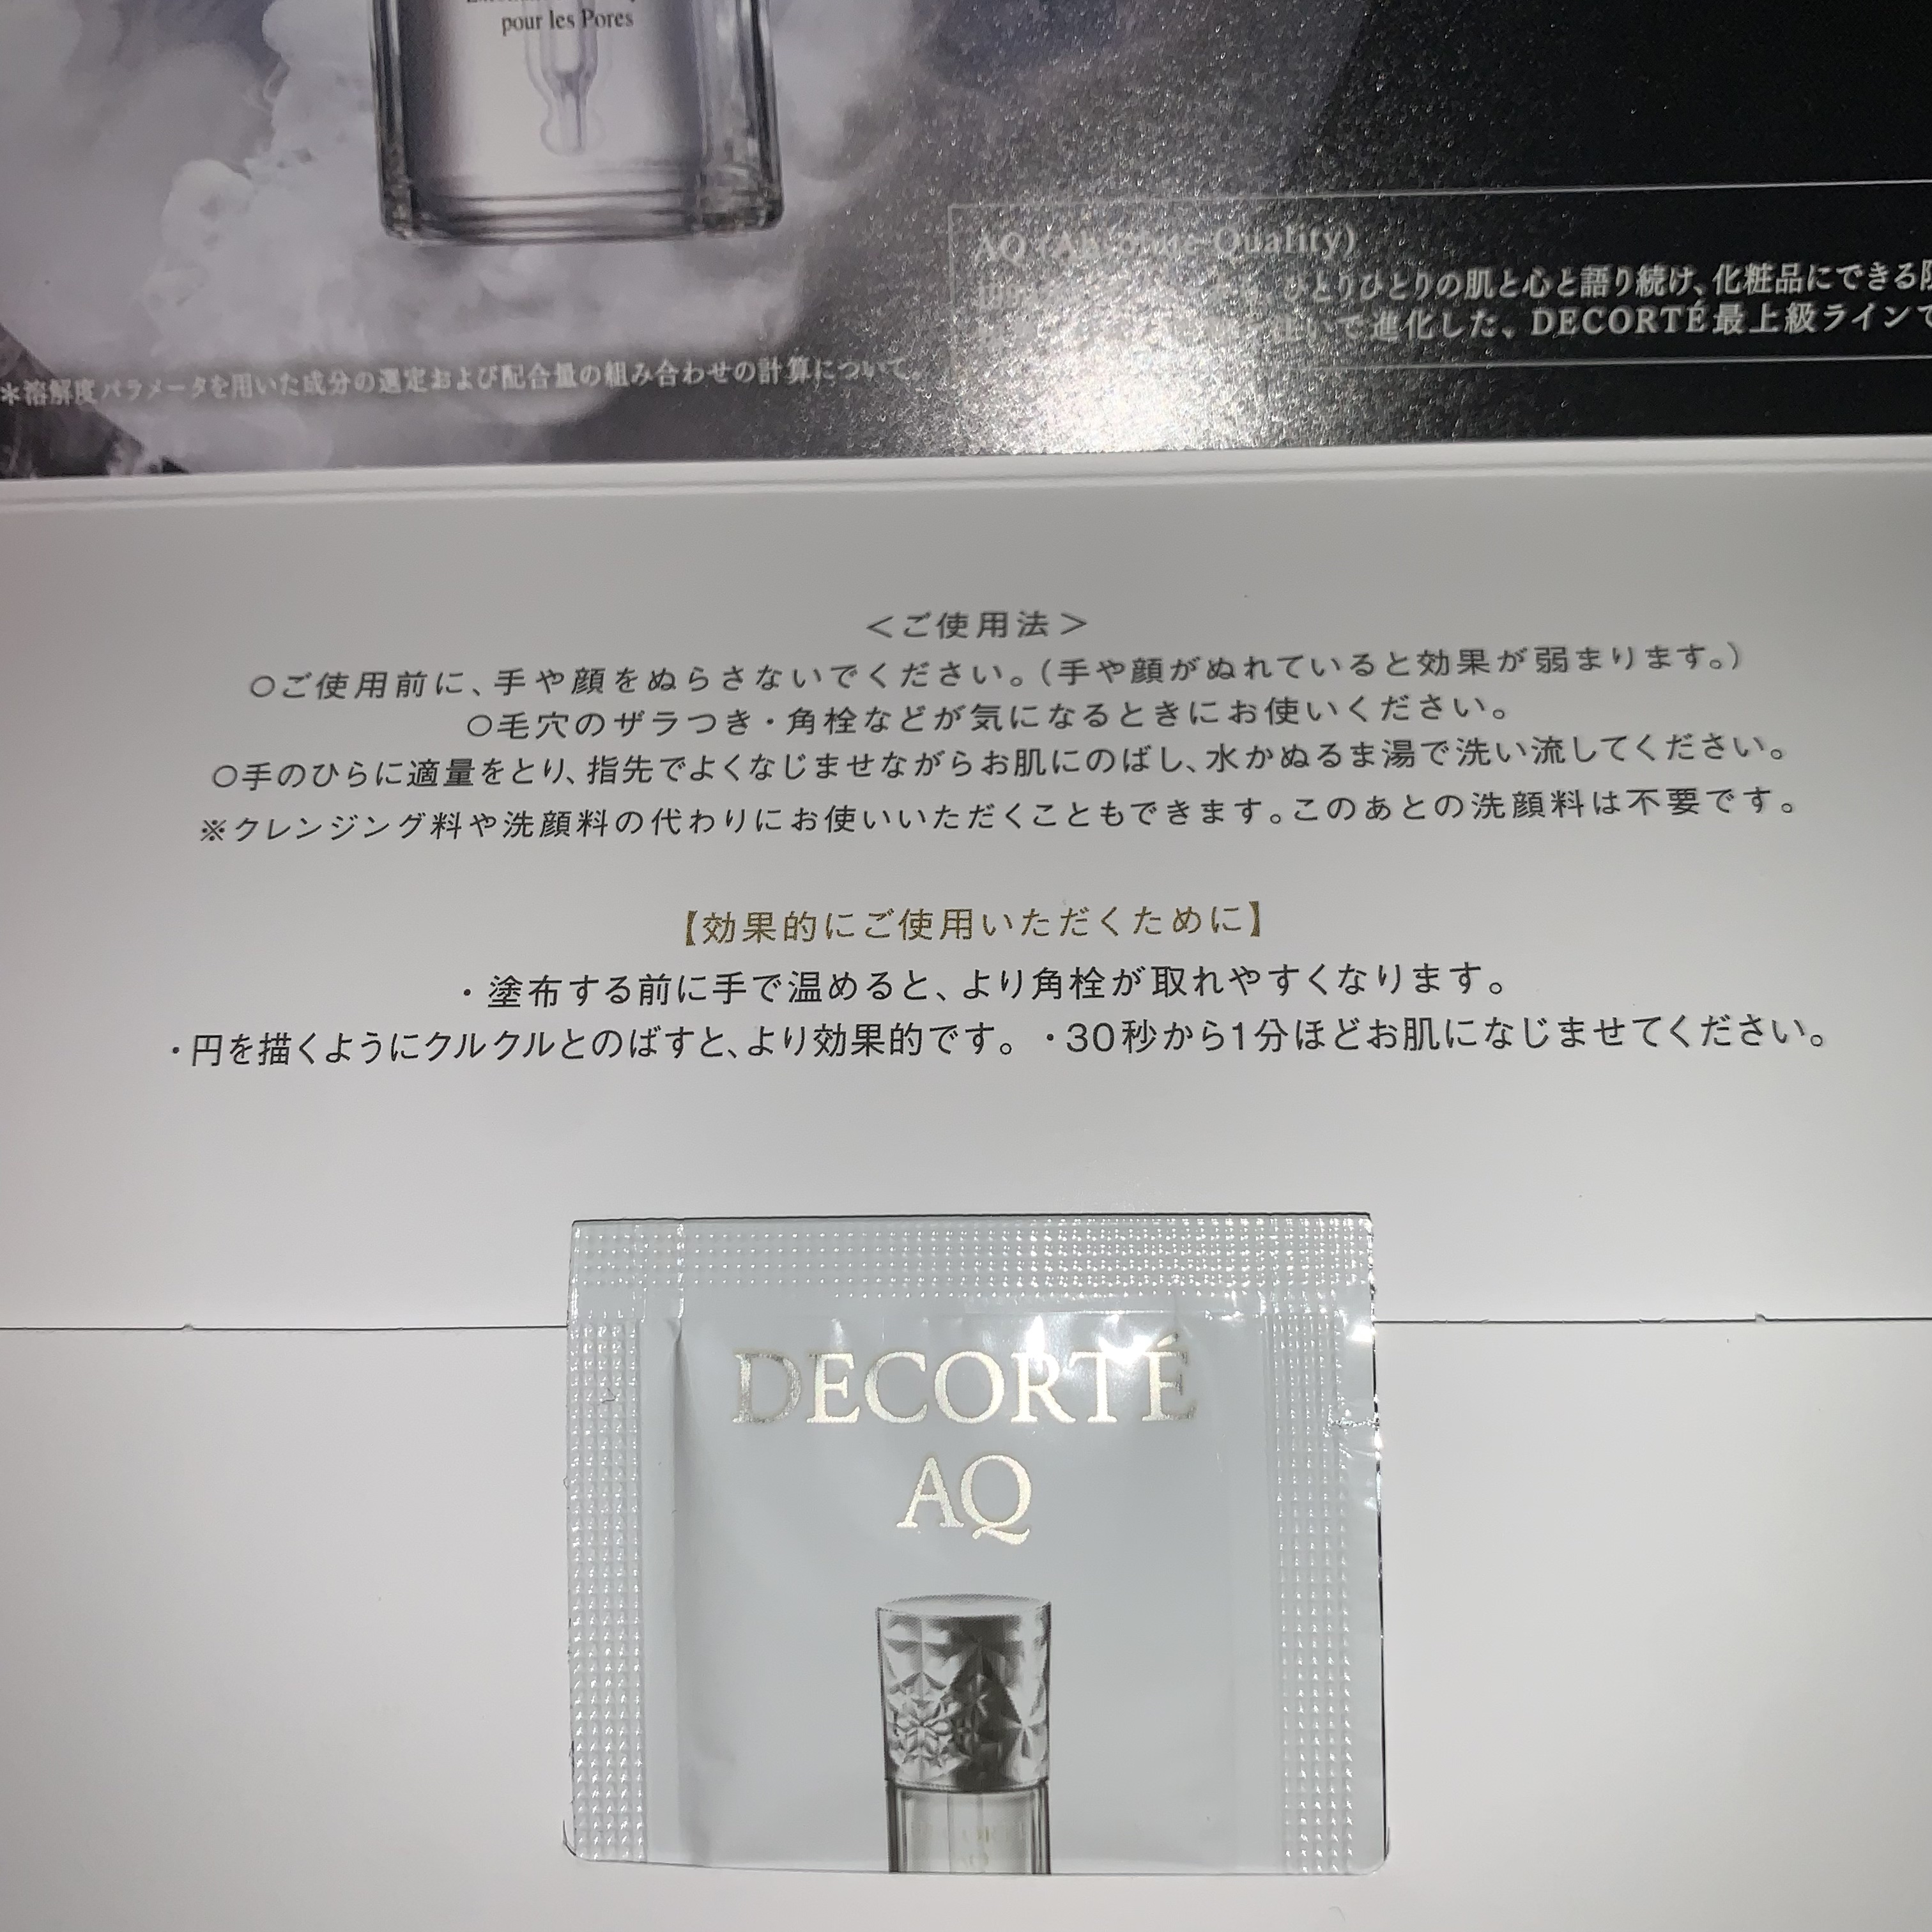 pour les Pores
AQ (Absolute Quality)
ひとりひとりの肌と心と語り続け、化粧品にできる
進化した、DECORTÉ最上級ラインで
＊溶解度パラメータを用いた成分の選定および配合量の組み合わせの計算について。
＜ご使用法＞
○ご使用前に、手や顔をぬらさないでください。（手や顔がぬれていると効果が弱まります。）
○毛穴のザラつき・角栓などが気になるときにお使いください。
○手のひらに適量をとり、指先でよくなじませながらお肌にのばし、水かぬるま湯で洗い流してください。
※クレンジング料や洗顔料の代わりにお使いいただくこともできます。このあとの洗顔料は不要です。
【効果的にご使用いただくために】
・塗布する前に手で温めると、より角栓が取れやすくなります。
・円を描くようにクルクルとのばすと、より効果的です。・30秒から1分ほどお肌になじませてください。
DECORTÉ
AQ